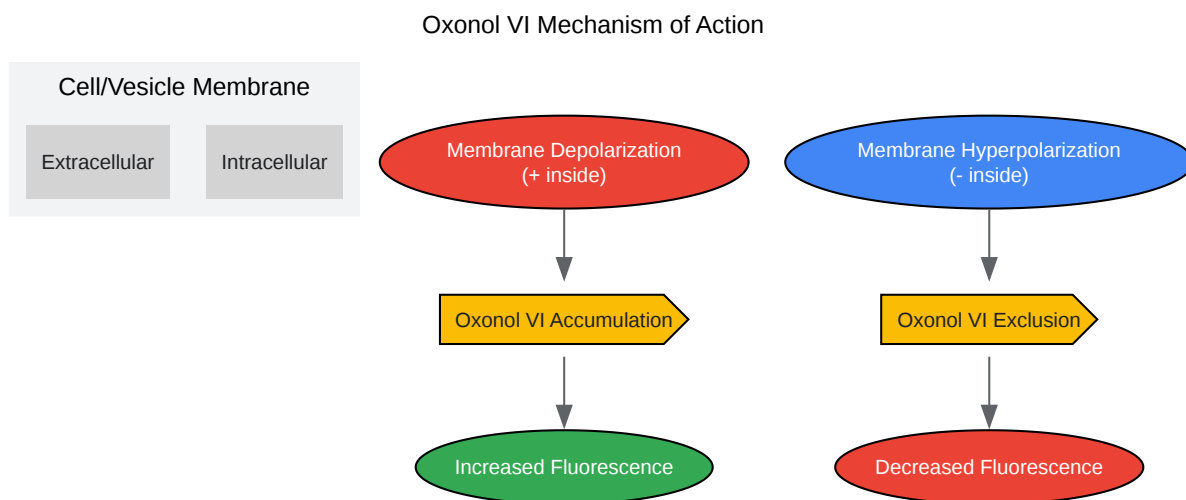 Oxonol VI Mechanism of Action
Cell/Vesicle Membrane
Extracellular
Intracellular
Membrane Depolarization
(+ inside)
Membrane Hyperpolarization
(- inside)
Oxonol VI Accumulation
Oxonol VI Exclusion
Increased Fluorescence
Decreased Fluorescence